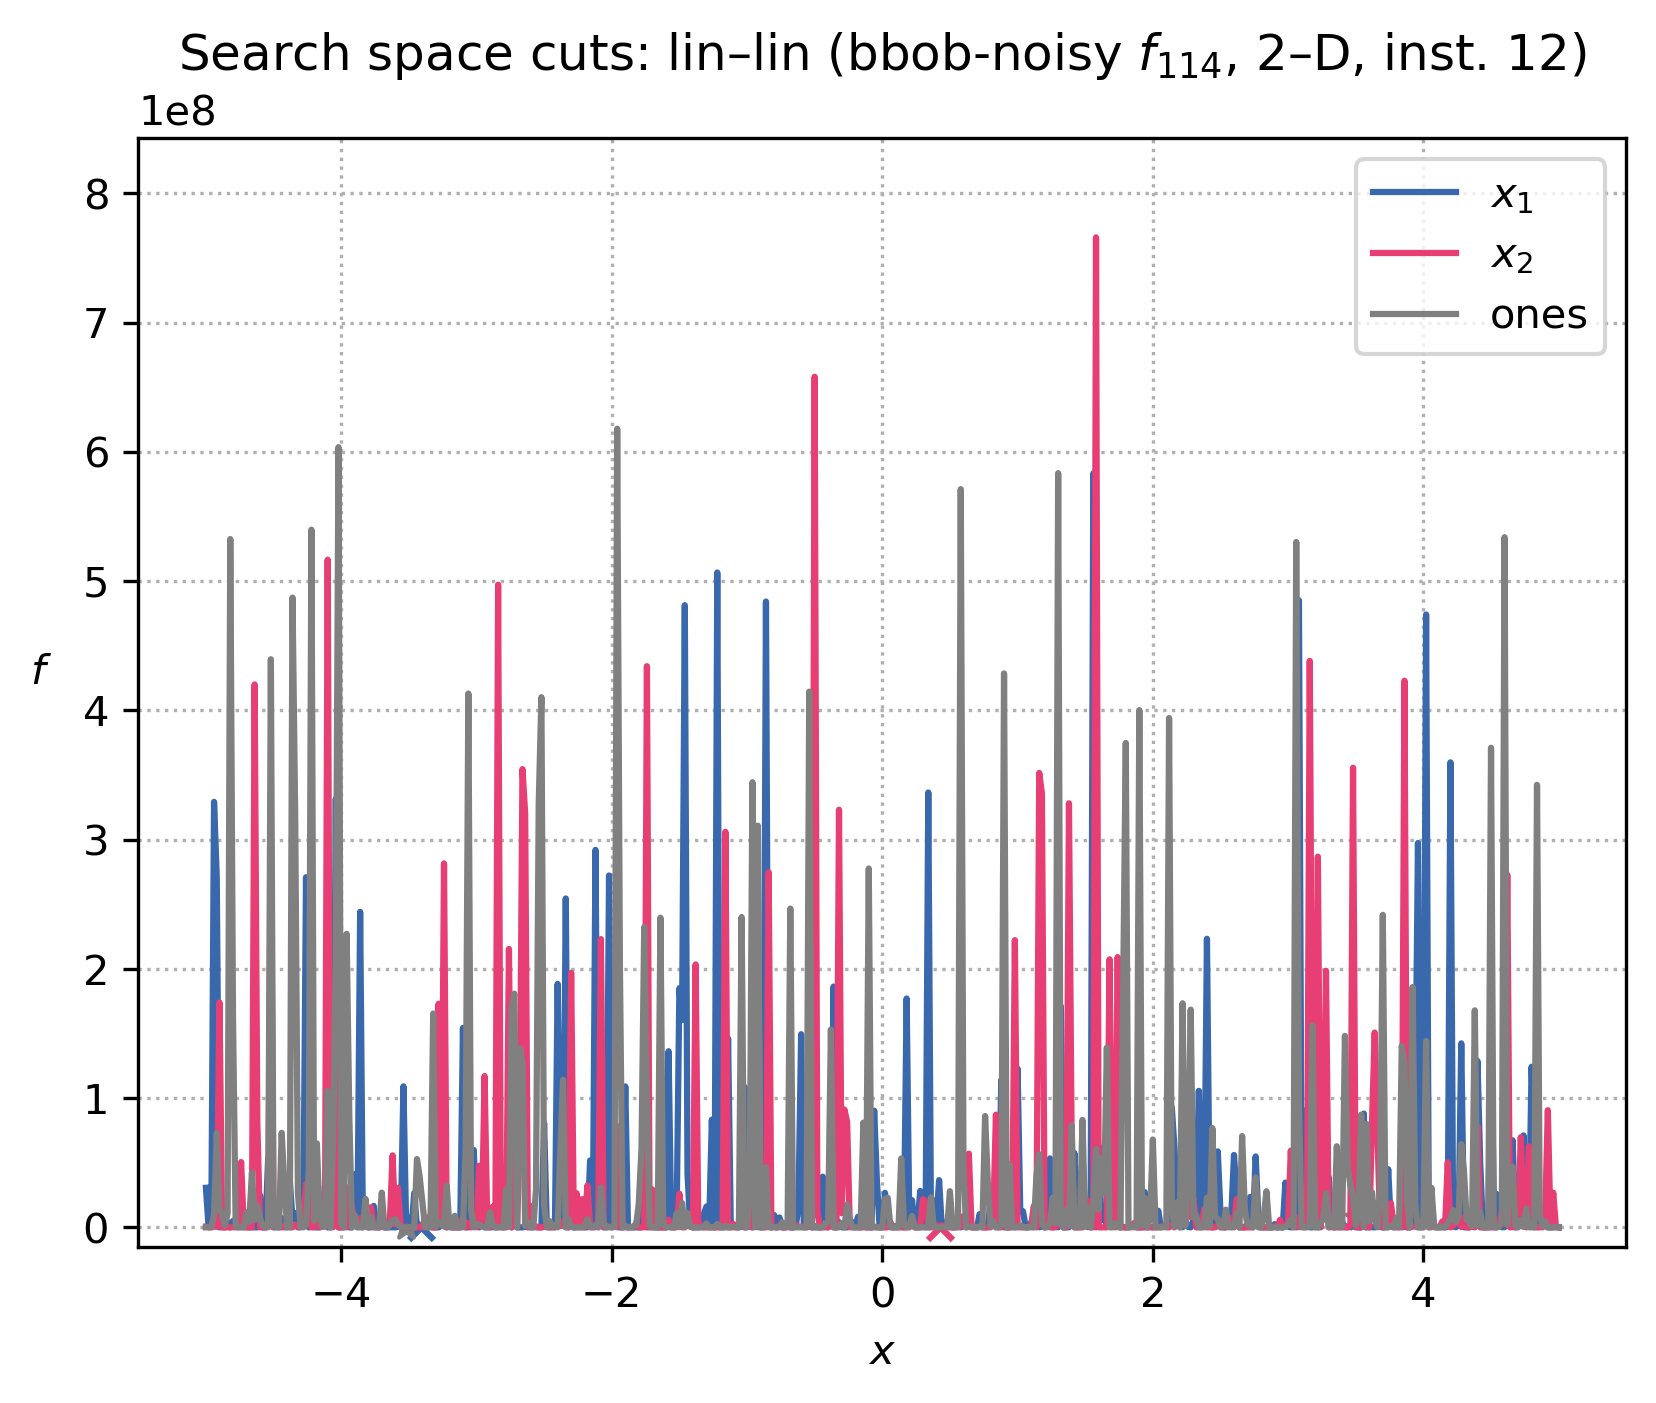 Search space cuts: lin–lin (bbob-noisy f₁₁₄, 2–D, inst. 12)
1e8
8
7
6
5
4
3
2
1
0
f
x₁
x₂
ones
−4 −2 0 2 4
x